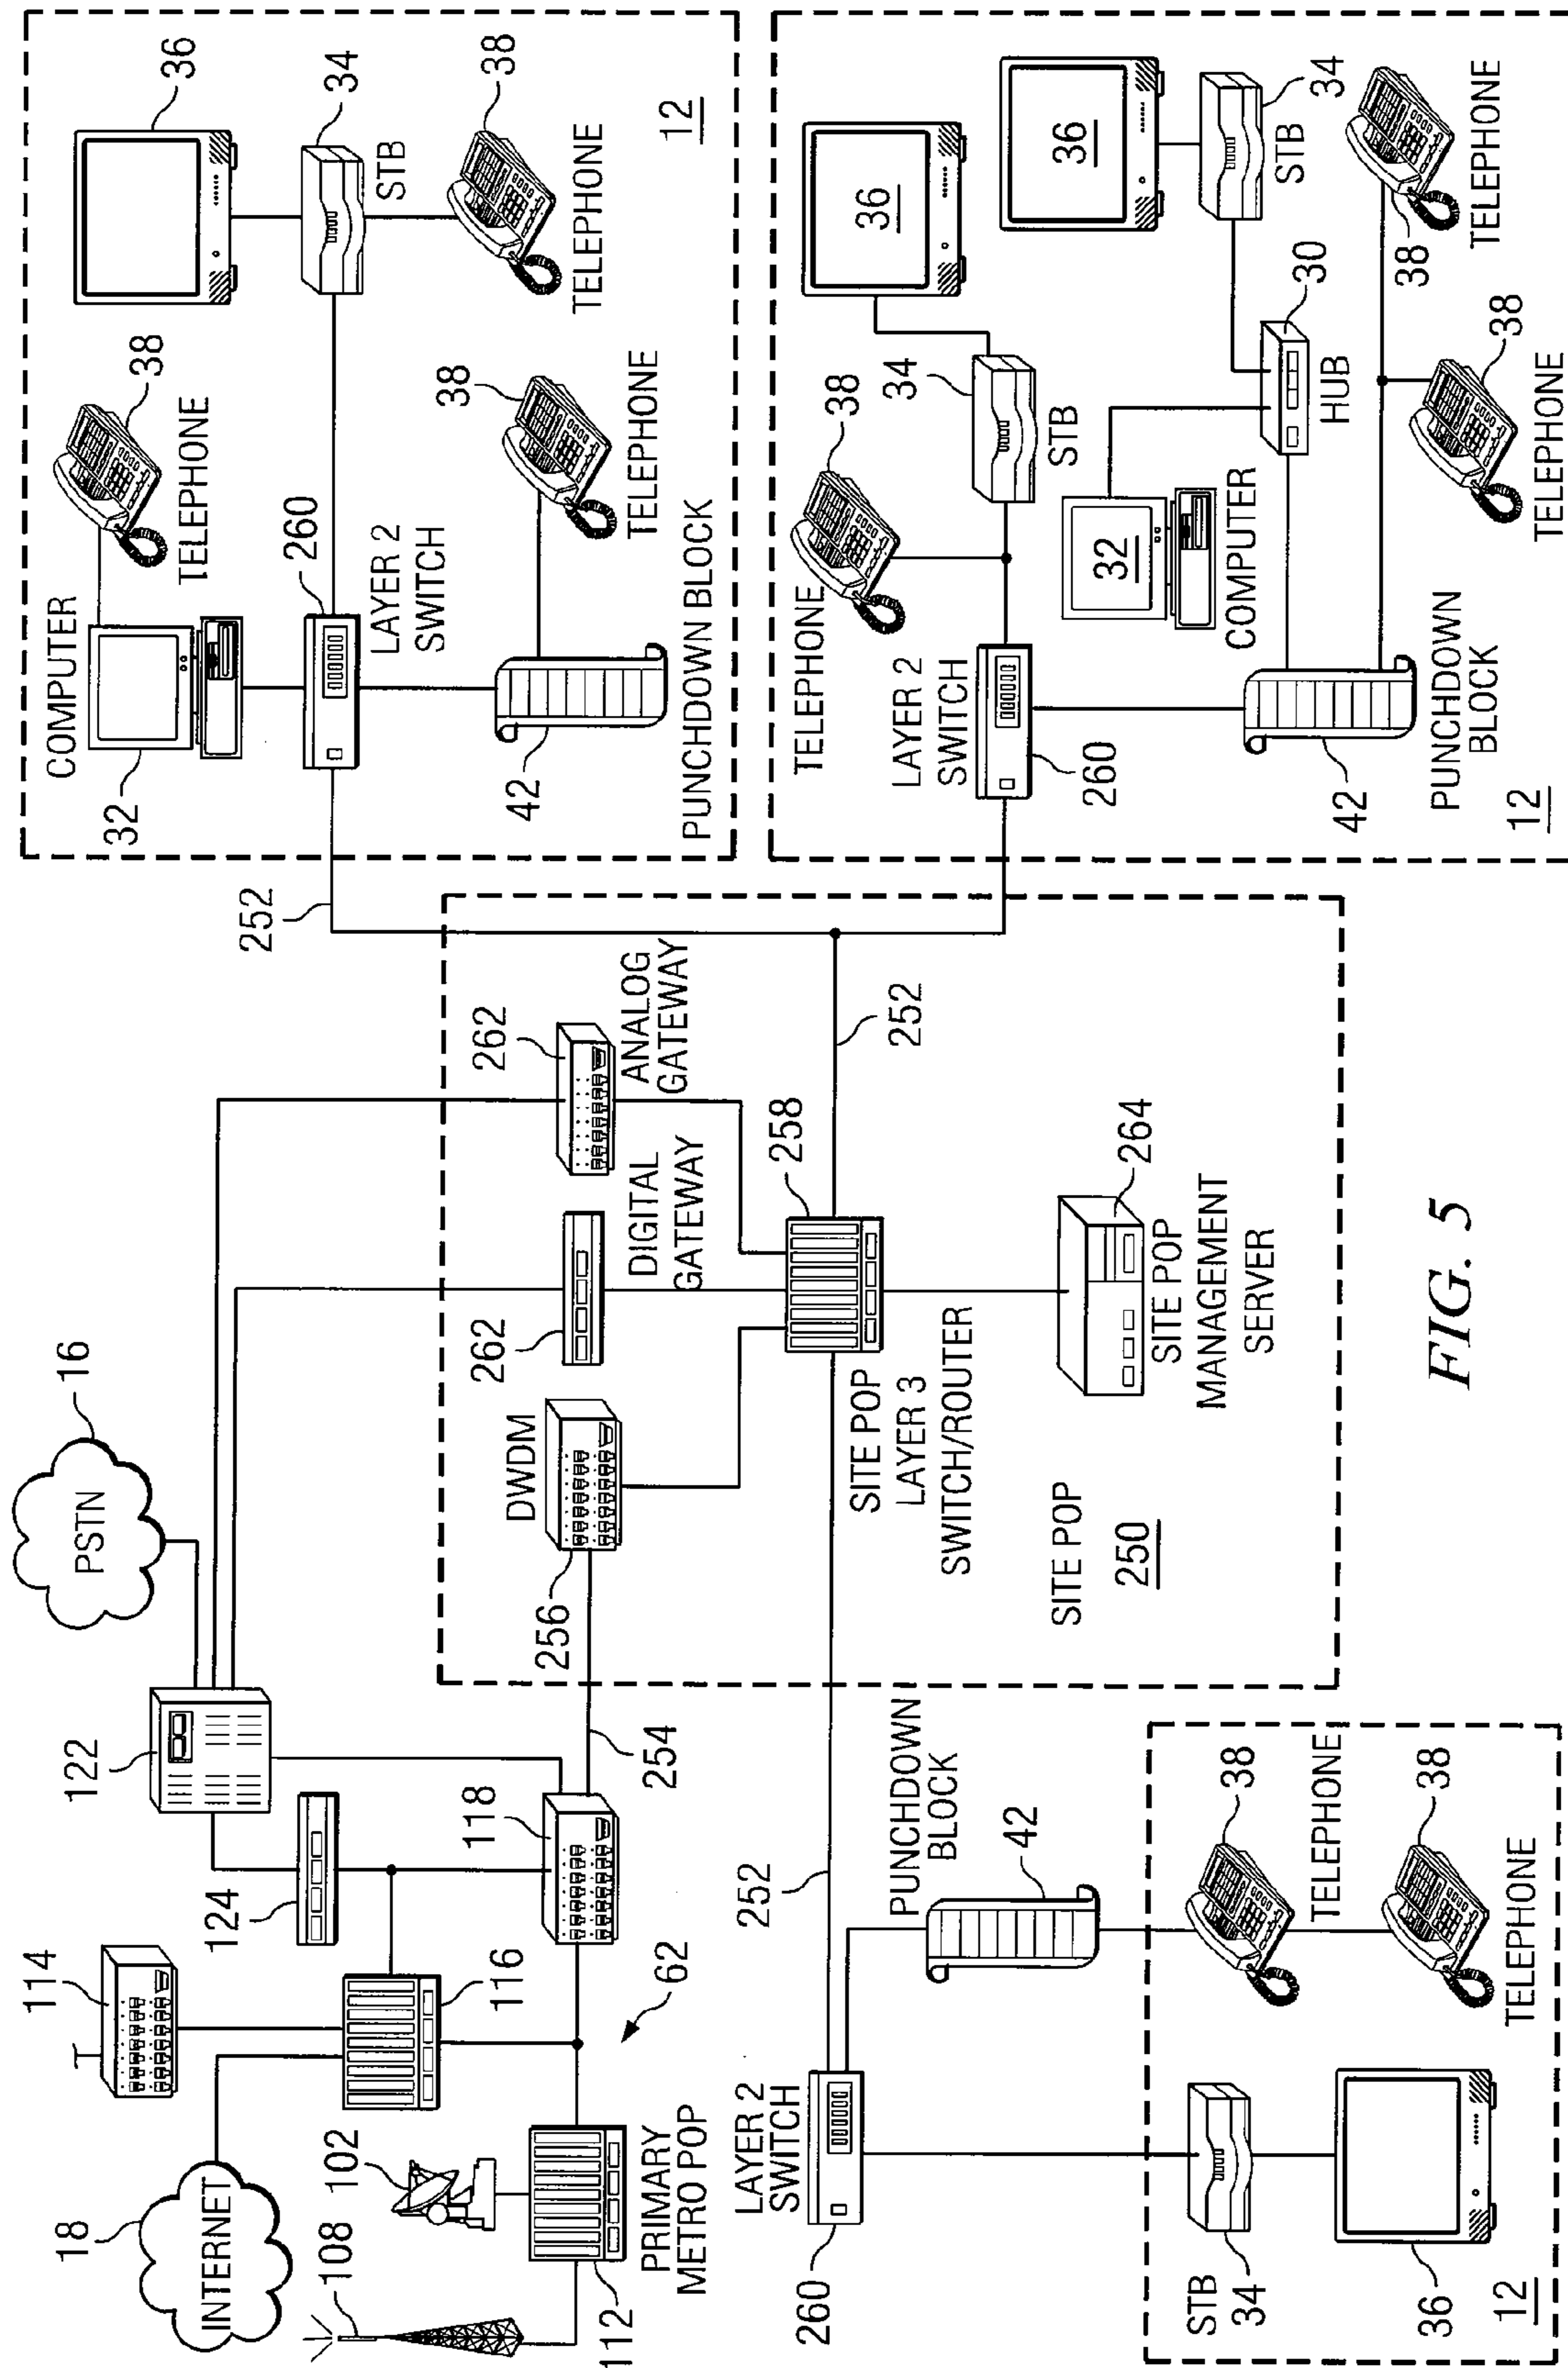 18
INTERNET
108
102
112
PRIMARY
METRO POP
114
116
124
62
122
118
PSTN
16
254
256
DWDM
262
DIGITAL
GATEWAY
262
ANALOG
GATEWAY
258
SITE POP
LAYER 3
SWITCH/ROUTER
264
SITE POP
MANAGEMENT
SERVER
SITE POP
250
252
252
252
LAYER 2
SWITCH
260
PUNCHDOWN
BLOCK
42
STB
34
36
12
38
TELEPHONE
38
TELEPHONE
COMPUTER
32
38
TELEPHONE
260
LAYER 2
SWITCH
36
34
STB
38
TELEPHONE
42
38
TELEPHONE
PUNCHDOWN BLOCK
12
TELEPHONE
38
LAYER 2
SWITCH
260
34
STB
36
36
34
STB
32
COMPUTER
30
HUB
42
PUNCHDOWN
BLOCK
38
TELEPHONE
38
TELEPHONE
12
FIG. 5